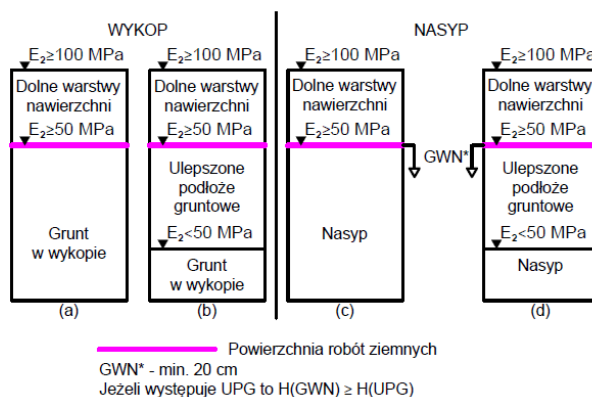 WYKOP
NASYP
E₂≥100 MPa
Dolne warstwy
nawierzchni
E₂≥50 MPa
Grunt
w wykopie
(a)
E₂≥100 MPa
Dolne warstwy
nawierzchni
E₂≥50 MPa
Ulepszone
podłoże
gruntowe
E₂<50 MPa
Grunt
w wykopie
(b)
E₂≥100 MPa
Dolne warstwy
nawierzchni
E₂≥50 MPa
Nasyp
(c)
GWN*
E₂≥100 MPa
Dolne warstwy
nawierzchni
E₂≥50 MPa
Ulepszone
podłoże
gruntowe
E₂<50 MPa
Nasyp
(d)
Powierzchnia robót ziemnych
GWN* - min. 20 cm
Jeżeli występuje UPG to H(GWN) ≥ H(UPG)